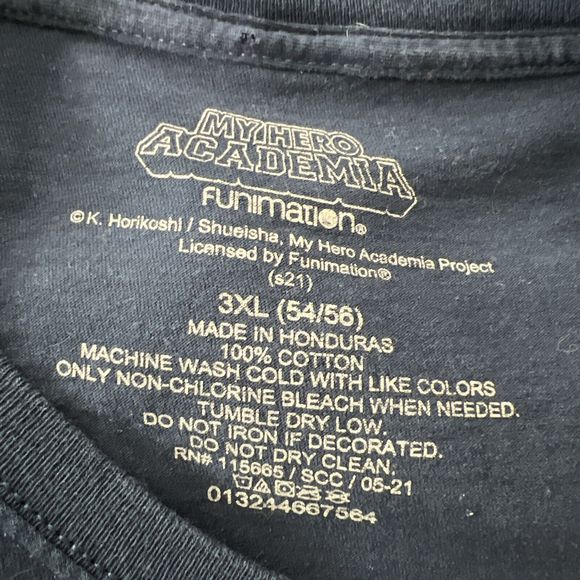 MY HERO
ACADEMIA
FUNIMATION®
©K. Horikoshi / Shueisha, My Hero Academia Project
Licensed by Funimation®
(s21)
3XL (54/56)
MADE IN HONDURAS
100% COTTON
MACHINE WASH COLD WITH LIKE COLORS
ONLY NON-CHLORINE BLEACH WHEN NEEDED.
TUMBLE DRY LOW.
DO NOT IRON IF DECORATED.
DO NOT DRY CLEAN.
RN# 115665 / SCC / 05-21
013244667564